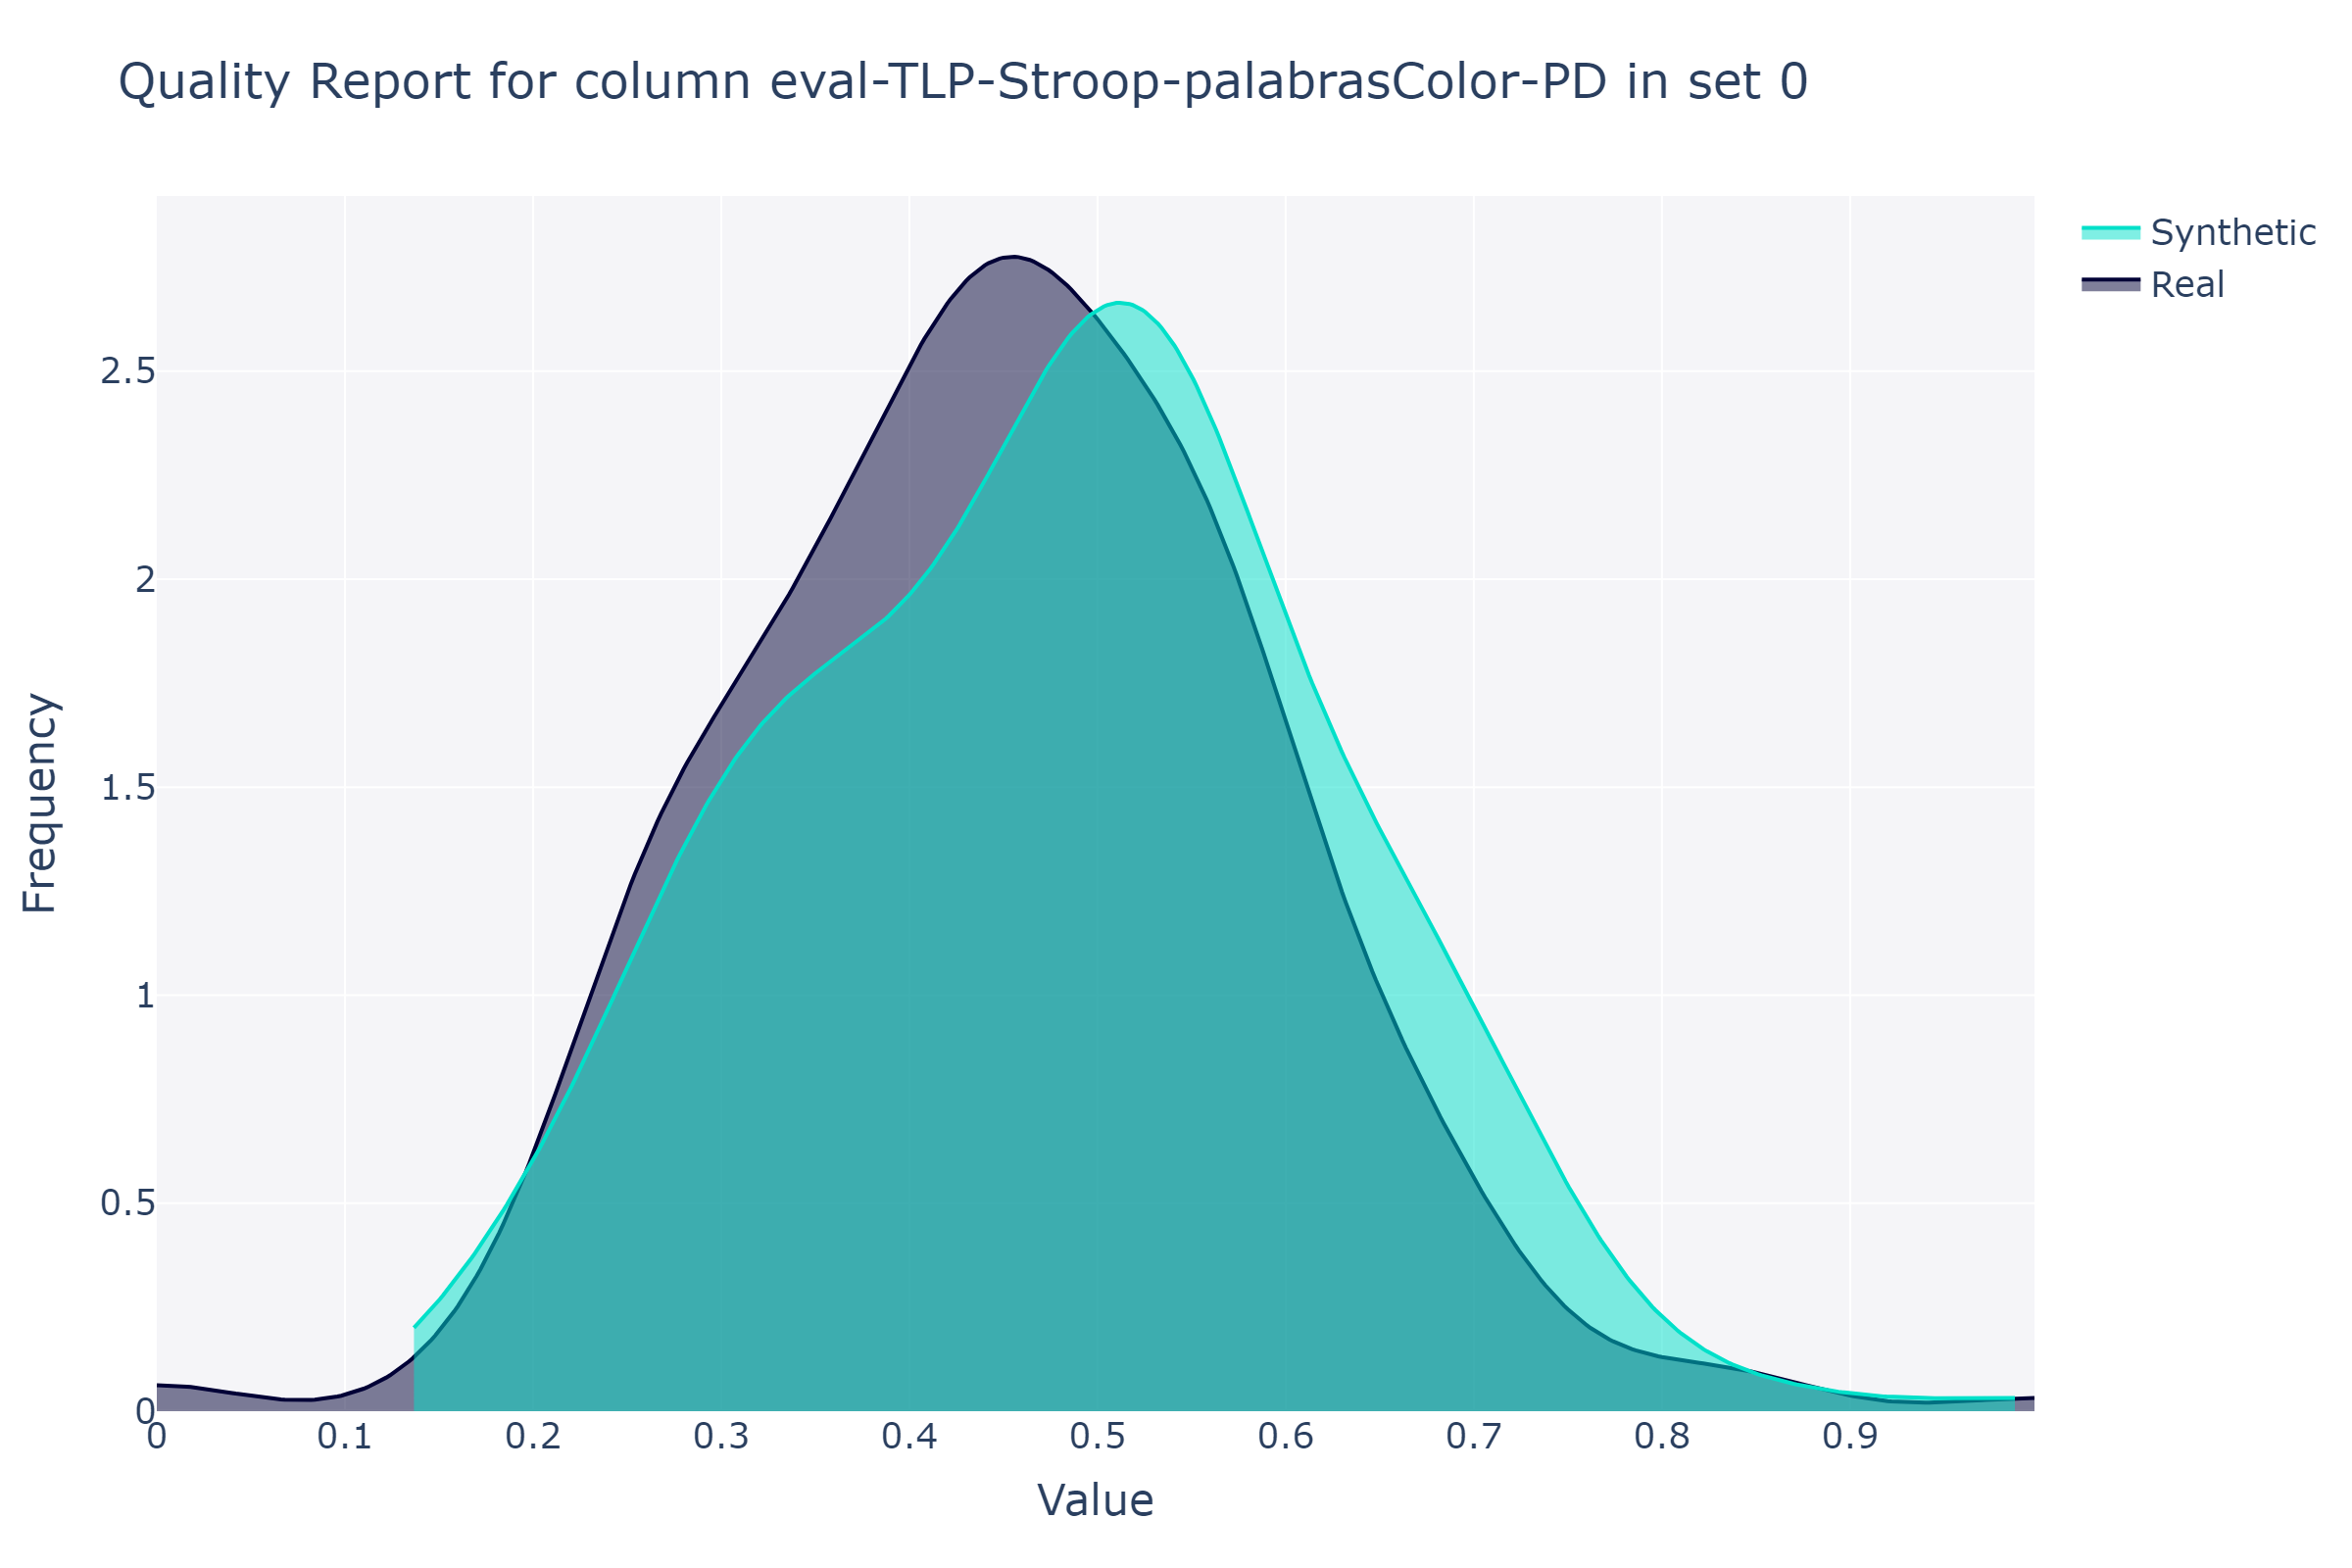 Quality Report for column eval-TLP-Stroop-palabrasColor-PD in set 0
Synthetic
Real
2.5
2
1.5
1
0.5
0
Frequency
0 0.1 0.2 0.3 0.4 0.5 0.6 0.7 0.8 0.9
Value